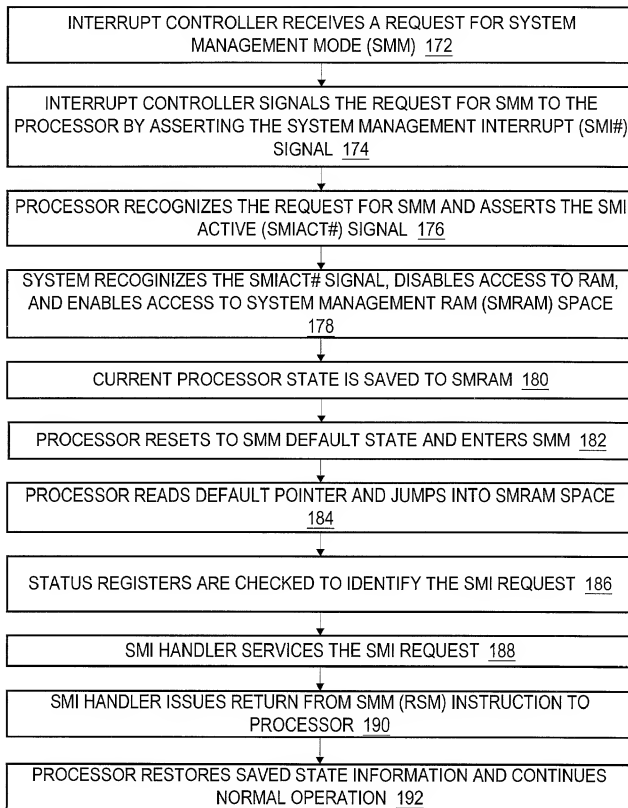 INTERRUPT CONTROLLER RECEIVES A REQUEST FOR SYSTEM
MANAGEMENT MODE (SMM) 172
INTERRUPT CONTROLLER SIGNALS THE REQUEST FOR SMM TO THE
PROCESSOR BY ASSERTING THE SYSTEM MANAGEMENT INTERRUPT (SMI#)
SIGNAL 174
PROCESSOR RECOGNIZES THE REQUEST FOR SMM AND ASSERTS THE SMI
ACTIVE (SMIACT#) SIGNAL 176
SYSTEM RECOGINIZES THE SMIACT# SIGNAL, DISABLES ACCESS TO RAM,
AND ENABLES ACCESS TO SYSTEM MANAGEMENT RAM (SMRAM) SPACE
178
CURRENT PROCESSOR STATE IS SAVED TO SMRAM 180
PROCESSOR RESETS TO SMM DEFAULT STATE AND ENTERS SMM 182
PROCESSOR READS DEFAULT POINTER AND JUMPS INTO SMRAM SPACE
184
STATUS REGISTERS ARE CHECKED TO IDENTIFY THE SMI REQUEST 186
SMI HANDLER SERVICES THE SMI REQUEST 188
SMI HANDLER ISSUES RETURN FROM SMM (RSM) INSTRUCTION TO
PROCESSOR 190
PROCESSOR RESTORES SAVED STATE INFORMATION AND CONTINUES
NORMAL OPERATION 192